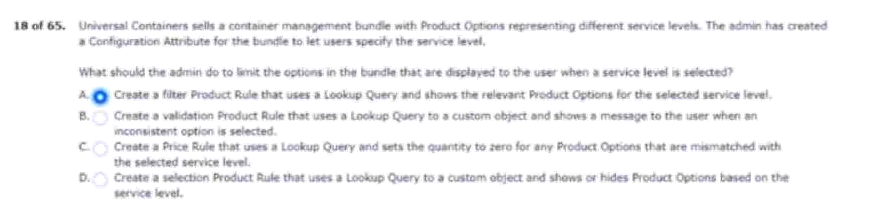 18 of 65. Universal Containers sells a container management bundle with Product Options representing different service levels. The admin has created
a Configuration Attribute for the bundle to let users specify the service level.
What should the admin do to limit the options in the bundle that are displayed to the user when a service level is selected?
A. Create a filter Product Rule that uses a Lookup Query and shows the relevant Product Options for the selected service level.
B. Create a validation Product Rule that uses a Lookup Query to a custom object and shows a message to the user when an
inconsistent option is selected.
C. Create a Price Rule that uses a Lookup Query and sets the quantity to zero for any Product Options that are mismatched with
the selected service level.
D. Create a selection Product Rule that uses a Lookup Query to a custom object and shows or hides Product Options based on the
service level.